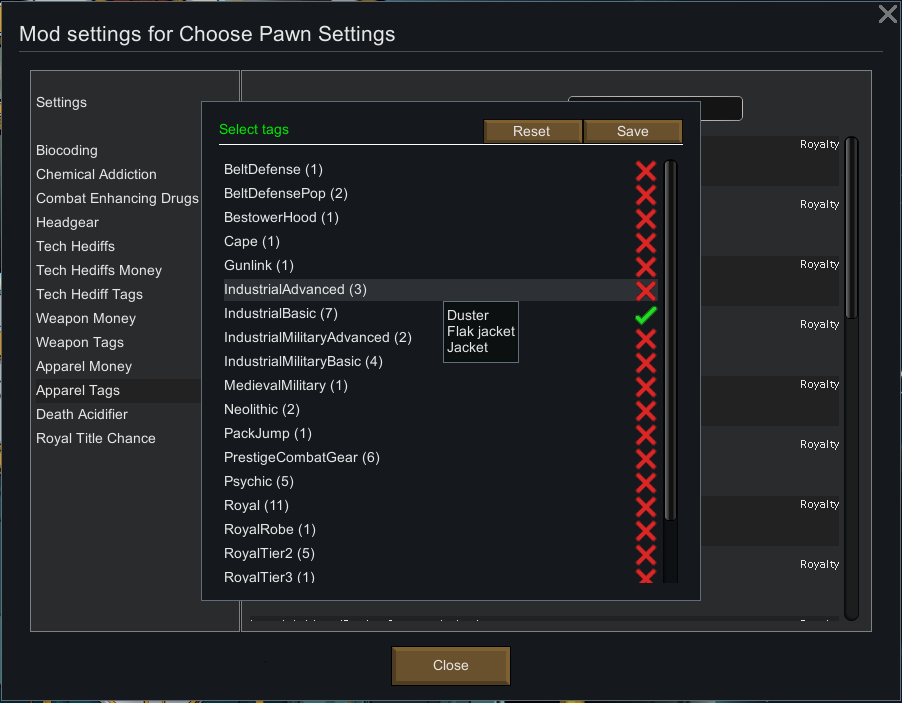 Mod settings for Choose Pawn Settings
Settings
Biocoding
Chemical Addiction
Combat Enhancing Drugs
Headgear
Tech Hediffs
Tech Hediffs Money
Tech Hediff Tags
Weapon Money
Weapon Tags
Apparel Money
Apparel Tags
Death Acidifier
Royal Title Chance
Select tags
Reset
Save
BeltDefense (1)
BeltDefensePop (2)
BestowerHood (1)
Cape (1)
Gunlink (1)
IndustrialAdvanced (3)
IndustrialBasic (7)
IndustrialMilitaryAdvanced (2)
IndustrialMilitaryBasic (4)
MedievalMilitary (1)
Neolithic (2)
PackJump (1)
PrestigeCombatGear (6)
Psychic (5)
Royal (11)
RoyalRobe (1)
RoyalTier2 (5)
RoyalTier3 (1)
Duster
Flak jacket
Jacket
Royalty
Royalty
Royalty
Royalty
Royalty
Royalty
Royalty
Royalty
Close